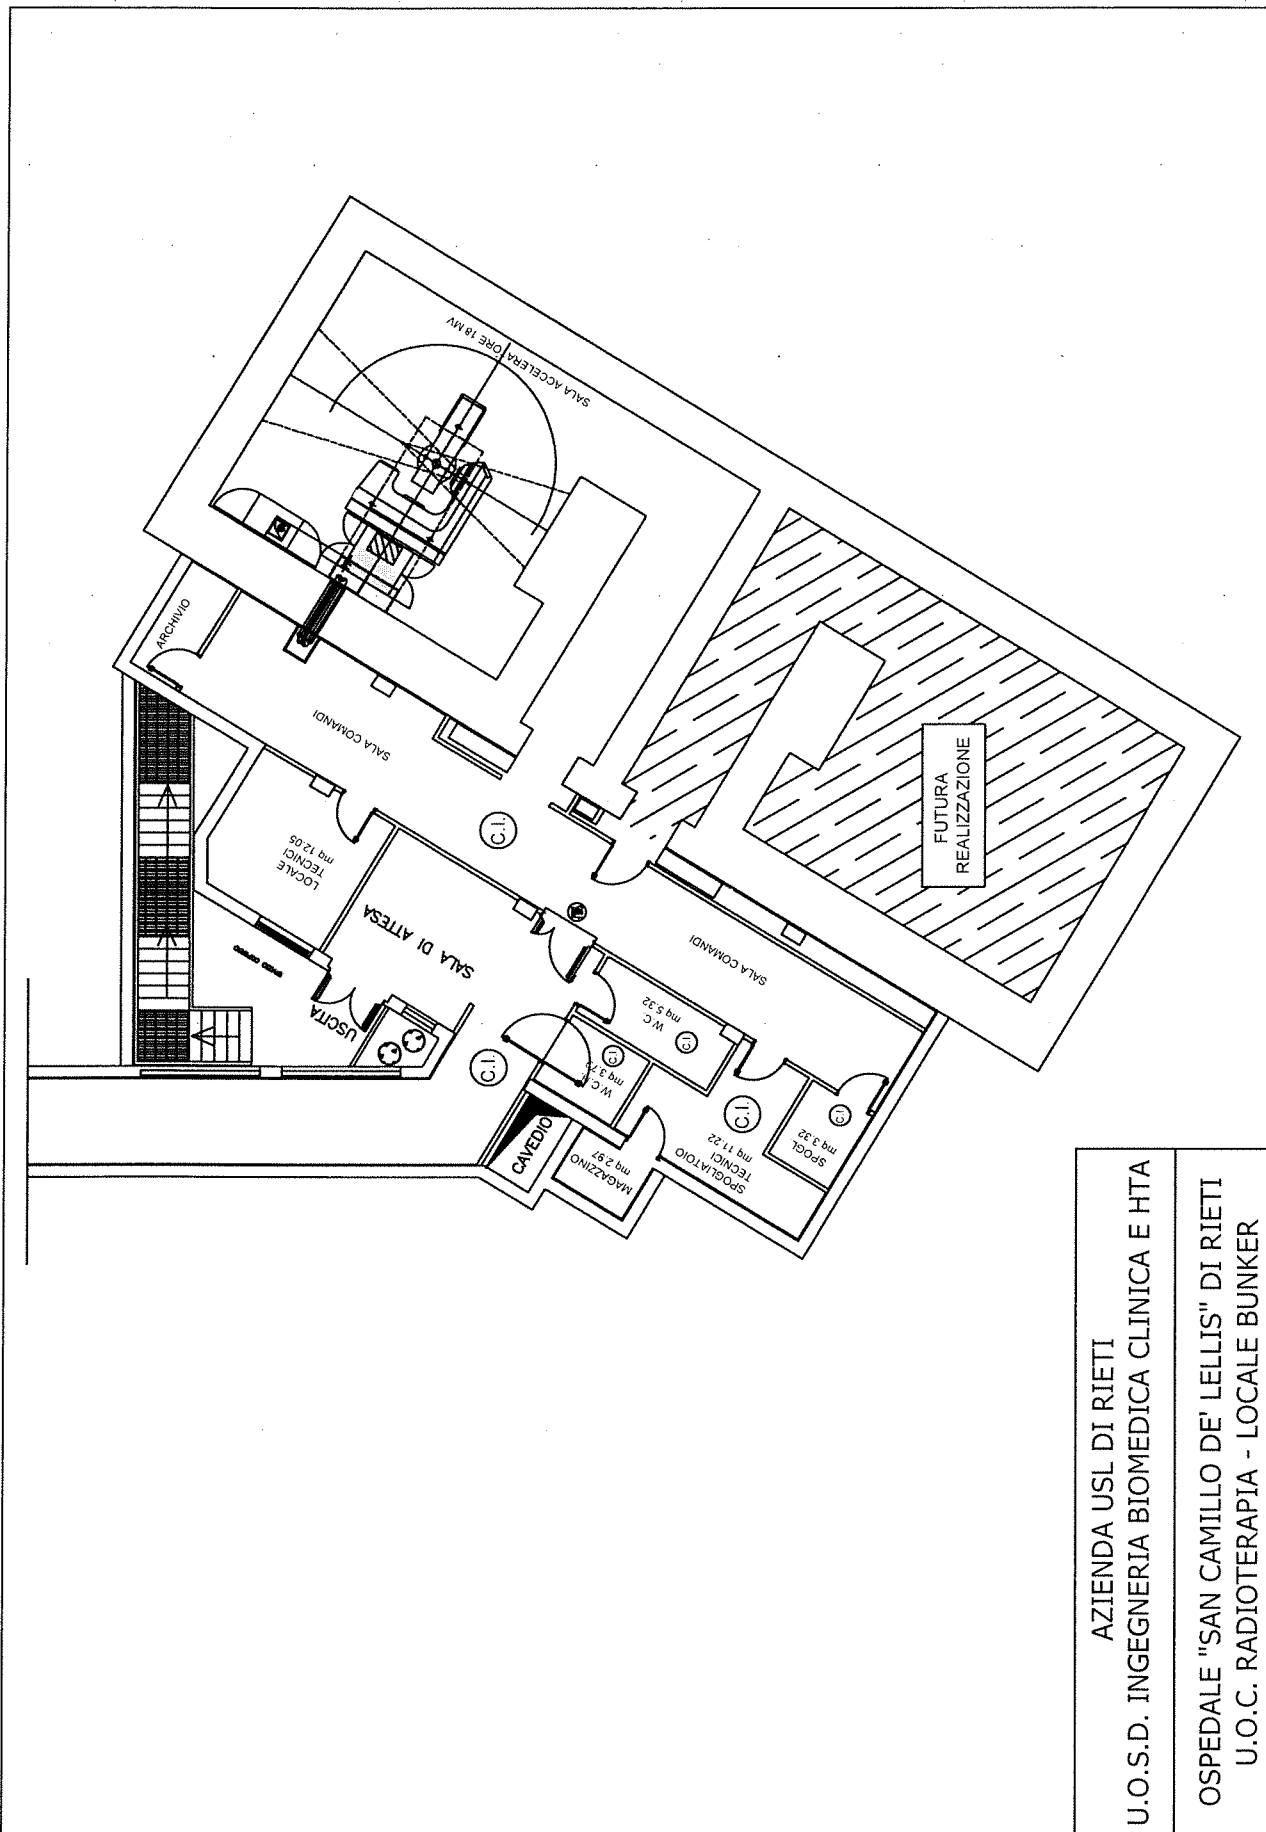 SALA ACCELERATORE 18 MV
ARCHIVIO
SALA COMANDI
LOCALE
TECNICI
mq 12.05
C.I.
SALA DI ATTESA
USCITA
C.I.
SALA COMANDI
W.C.
mq 5.32
C.I.
C.I.
CAVEDIO
MAGAZZINO
mq 2.97
SPOGLIATOIO
TECNICI
mq 11.22
C.I.
SPOGL.
mq 3.32
C.I.
FUTURA
REALIZZAZIONE
AZIENDA USL DI RIETI
U.O.S.D. INGEGNERIA BIOMEDICA CLINICA E HTA
OSPEDALE "SAN CAMILLO DE' LELLIS" DI RIETI
U.O.C. RADIOTERAPIA - LOCALE BUNKER